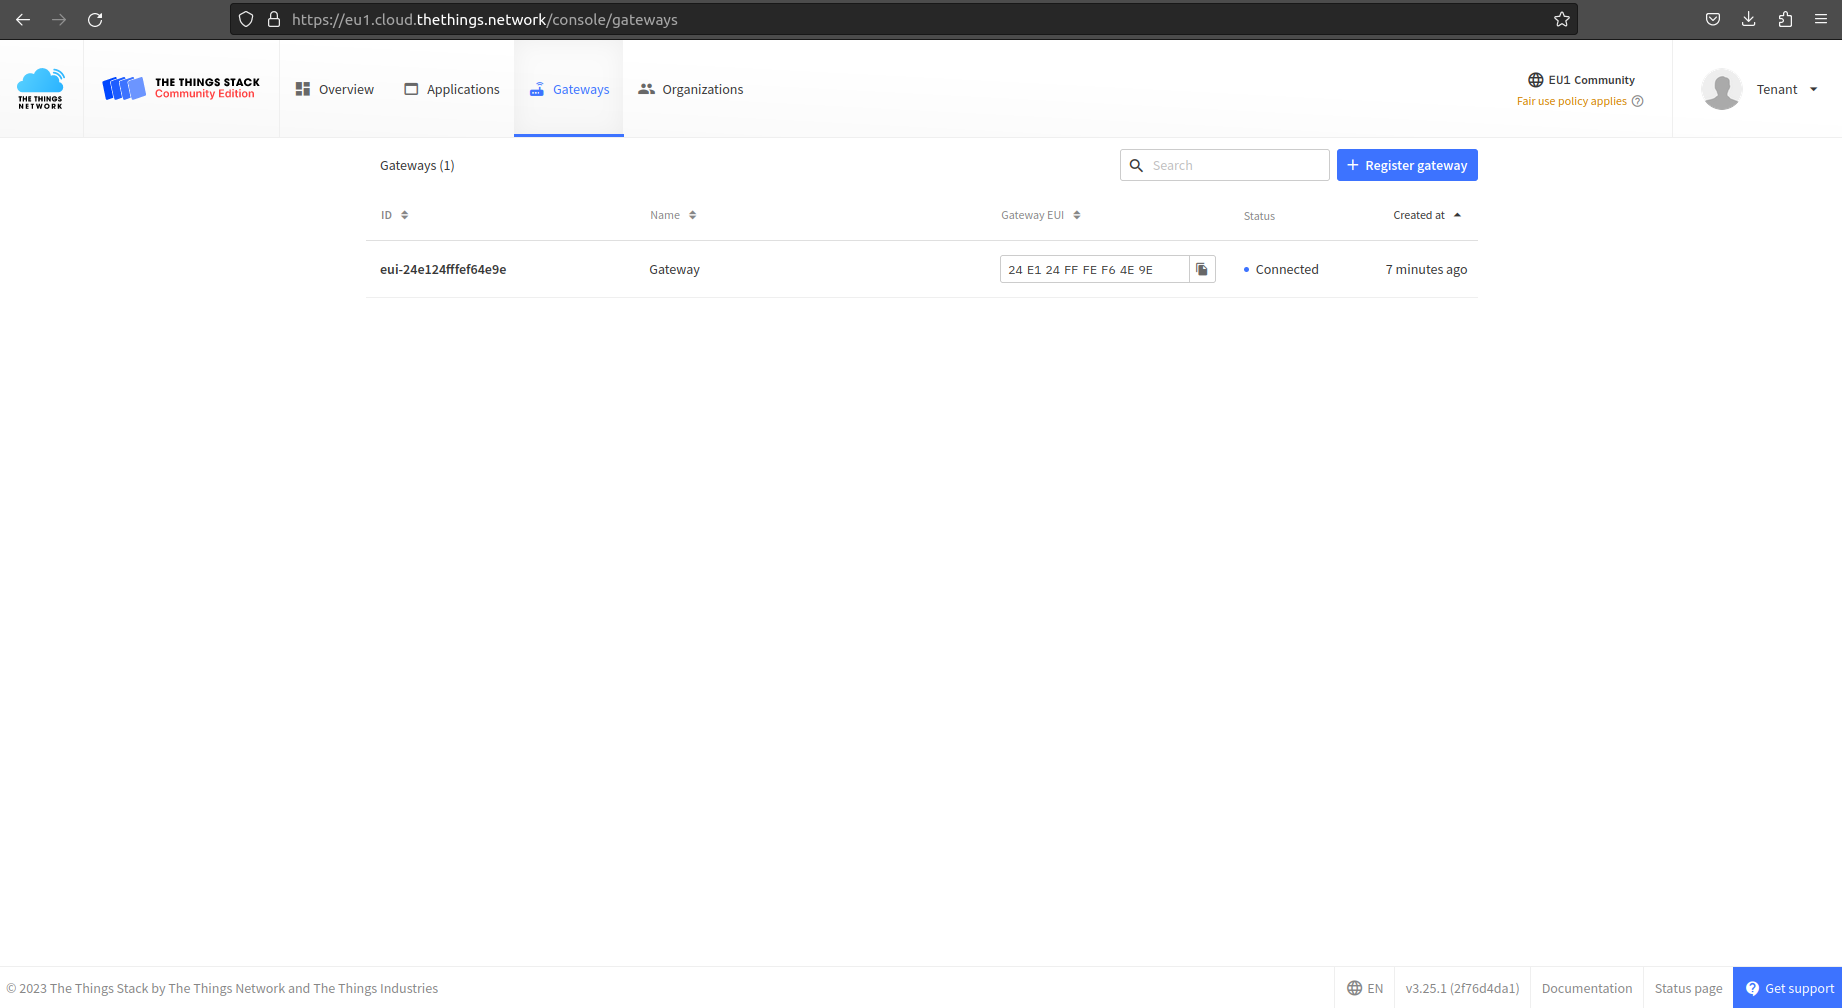 https://eu1.cloud.thethings.network/console/gateways
THE THINGS
NETWORK
THE THINGS STACK
Community Edition
Overview
Applications
Gateways
Organizations
EU1 Community
Fair use policy applies
Tenant
Gateways (1)
Search
Register gateway
ID Name Gateway EUI Status Created at
eui-24e124fffef64e9e Gateway 24 E1 24 FF FE F6 4E 9E Connected 7 minutes ago
© 2023 The Things Stack by The Things Network and The Things Industries
EN
v3.25.1 (2f76d4da1)
Documentation
Status page
Get support